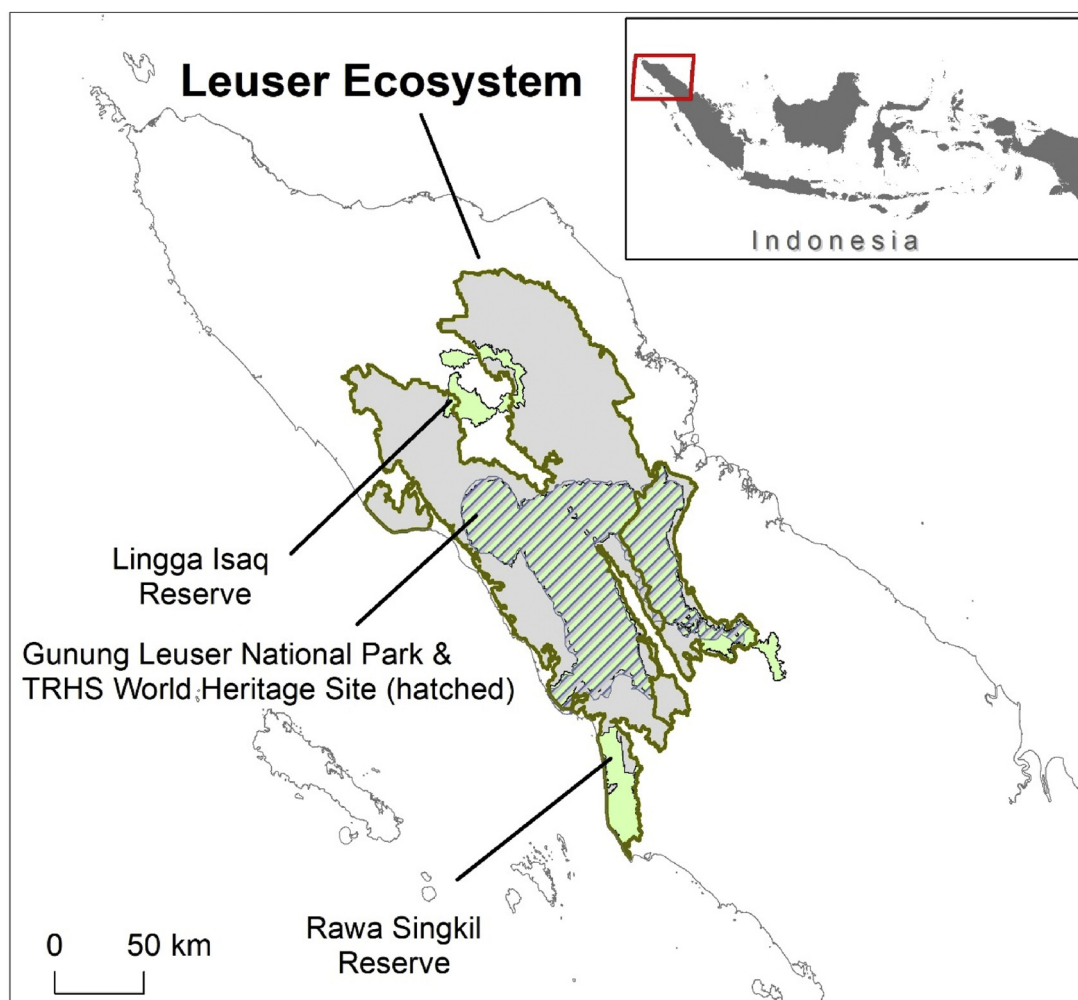 Leuser Ecosystem
Indonesia
Lingga Isaq
Reserve
Gunung Leuser National Park &
TRHS World Heritage Site (hatched)
Rawa Singkil
Reserve
0 50 km